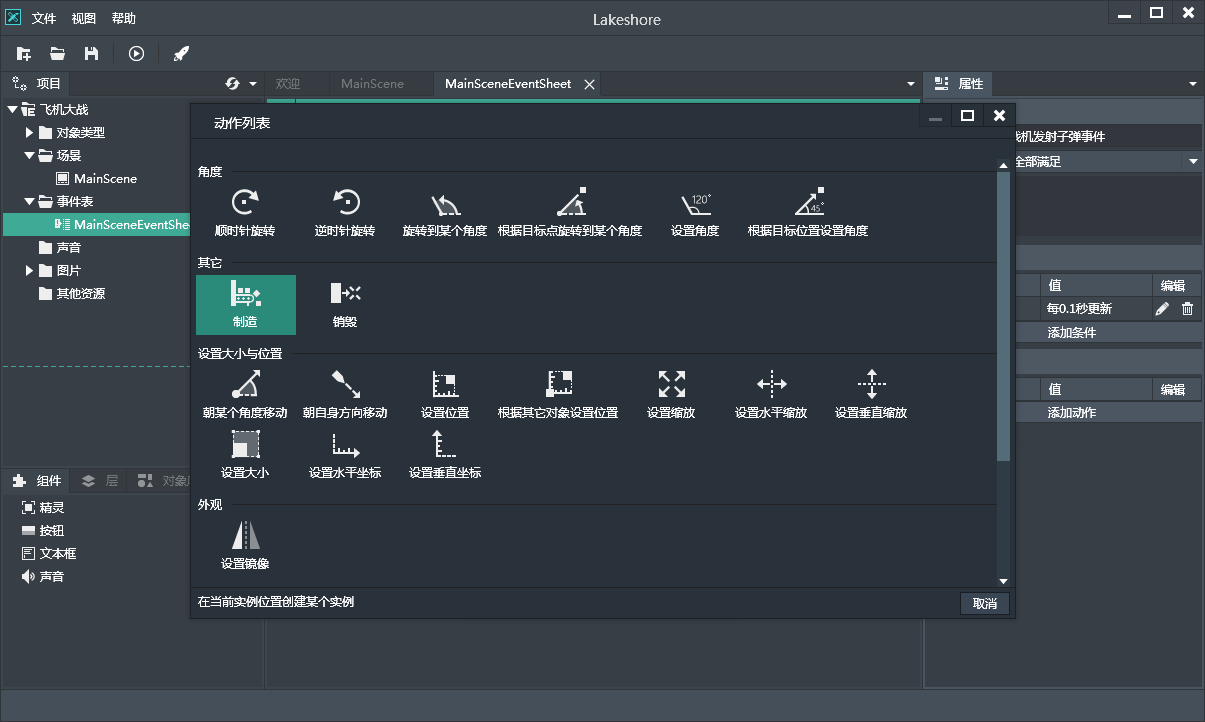 文件 视图 帮助
Lakeshore
项目
欢迎 MainScene MainSceneEventSheet
属性
飞机大战
对象类型
场景
MainScene
事件表
MainSceneEventShe
声音
图片
其他资源
动作列表
角度
顺时针旋转 逆时针旋转 旋转到某个角度 根据目标点旋转到某个角度 设置角度 根据目标位置设置角度
120°
45°
其它
制造 销毁
设置大小与位置
朝某个角度移动 朝自身方向移动 设置位置 根据其它对象设置位置 设置缩放 设置水平缩放 设置垂直缩放
设置大小 设置水平坐标 设置垂直坐标
外观
设置镜像
在当前实例位置创建某个实例
取消
机发射子弹事件
全部满足
值 编辑
每0.1秒更新
添加条件
值 编辑
添加动作
组件 层 对象
精灵
按钮
文本框
声音